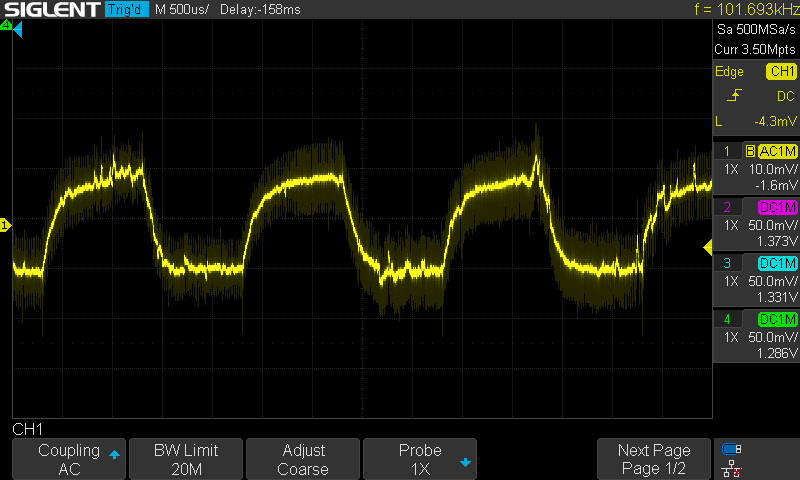 SIGLENT Trig'd M 500us/ Delay:-158ms f = 101.693kHz
Sa 500MSa/s
Curr 3.50Mpts
Edge CH1
DC
L -4.3mV
1 B AC1M
1X 10.0mV/
-1.6mV
2 DC1M
1X 50.0mV/
1.373V
3 DC1M
1X 50.0mV/
1.331V
4 DC1M
1X 50.0mV/
1.286V
4
1
CH1
Coupling
AC
BW Limit
20M
Adjust
Coarse
Probe
1X
Next Page
Page 1/2